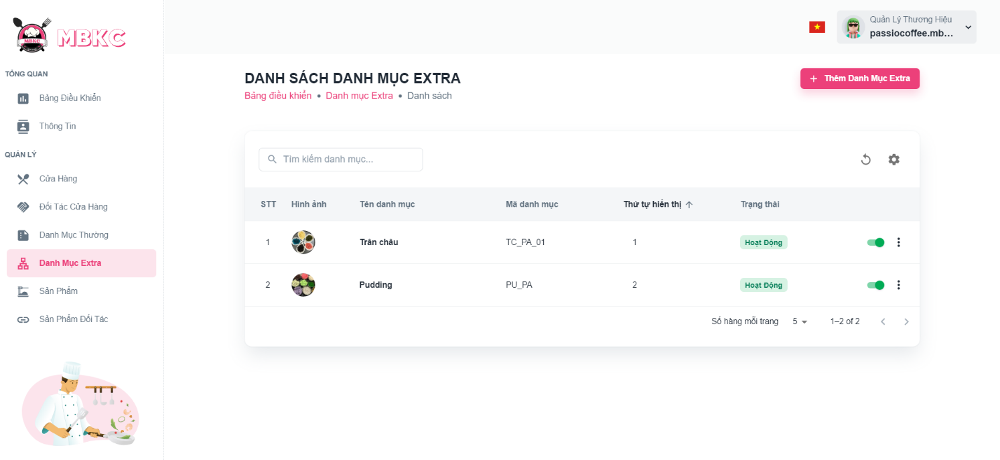 MBKC
MBKC
Quản Lý Thương Hiệu
passiocoffee.mb...
TỔNG QUAN
Bảng Điều Khiển
Thông Tin
QUẢN LÝ
Cửa Hàng
Đối Tác Cửa Hàng
Danh Mục Thường
Danh Mục Extra
Sản Phẩm
Sản Phẩm Đối Tác
DANH SÁCH DANH MỤC EXTRA
Bảng điều khiển • Danh mục Extra • Danh sách
+ Thêm Danh Mục Extra
Tìm kiếm danh mục...
STT Hình ảnh Tên danh mục Mã danh mục Thứ tự hiển thị ↑ Trạng thái
1 Trân châu TC_PA_01 1 Hoạt Động
2 Pudding PU_PA 2 Hoạt Động
Số hàng mỗi trang 5 1–2 of 2